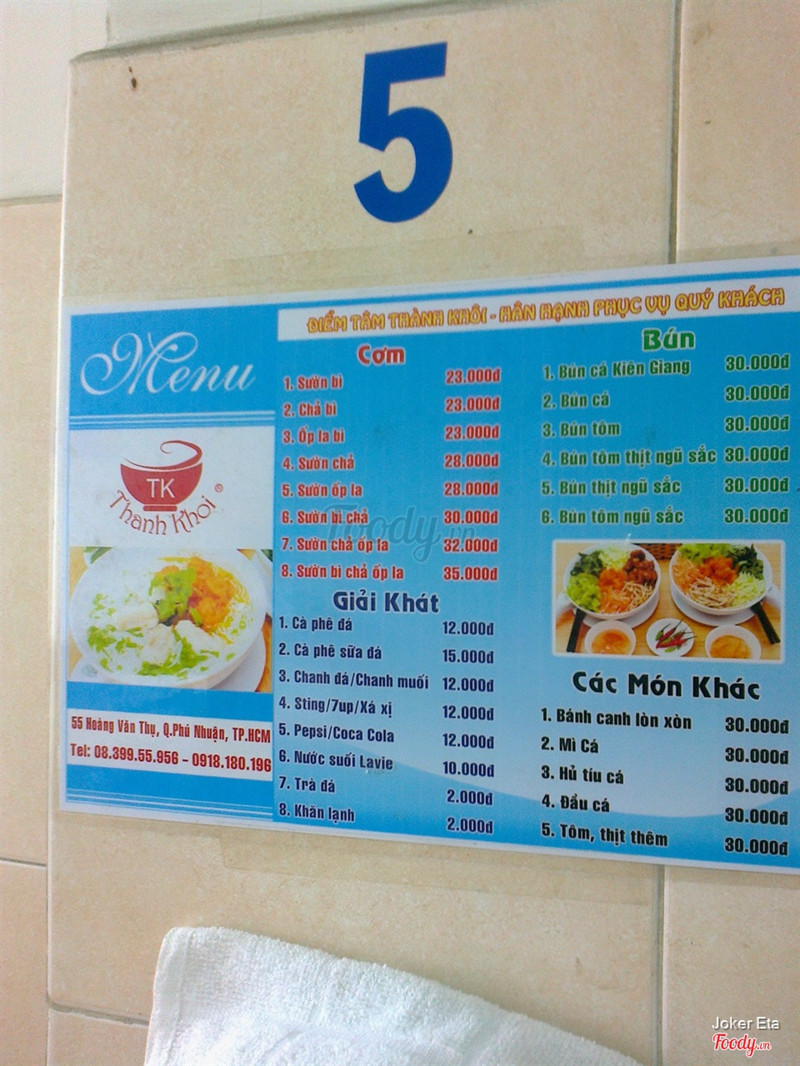 5
ĐIỂM TÂM THÀNH KHÔI - HÂN HẠNH PHỤC VỤ QUÝ KHÁCH
Menu
TK
Thanh Khoi ®
55 Hoàng Văn Thụ, Q.Phú Nhuận, TP.HCM
Tel: 08.399.55.956 - 0918.180.196
Cơm
1. Sườn bì 23.000đ
2. Chả bì 23.000đ
3. Ốp la bì 23.000đ
4. Sườn chả 28.000đ
5. Sườn ốp la 28.000đ
6. Sườn bì chả 30.000đ
7. Sườn chả ốp la 32.000đ
8. Sườn bì chả ốp la 35.000đ
Giải Khát
1. Cà phê đá 12.000đ
2. Cà phê sữa đá 15.000đ
3. Chanh đá/Chanh muối 12.000đ
4. Sting/7up/Xá xị 12.000đ
5. Pepsi/Coca Cola 12.000đ
6. Nước suối Lavie 10.000đ
7. Trà đá 2.000đ
8. Khăn lạnh 2.000đ
Bún
1. Bún cá Kiên Giang 30.000đ
2. Bún cá 30.000đ
3. Bún tôm 30.000đ
4. Bún tôm thịt ngũ sắc 30.000đ
5. Bún thịt ngũ sắc 30.000đ
6. Bún tôm ngũ sắc 30.000đ
Các Món Khác
1. Bánh canh lòn xòn 30.000đ
2. Mì Cá 30.000đ
3. Hủ tíu cá 30.000đ
4. Đầu cá 30.000đ
5. Tôm, thịt thêm 30.000đ
Foody.vn
Joker Eta
Foody.vn